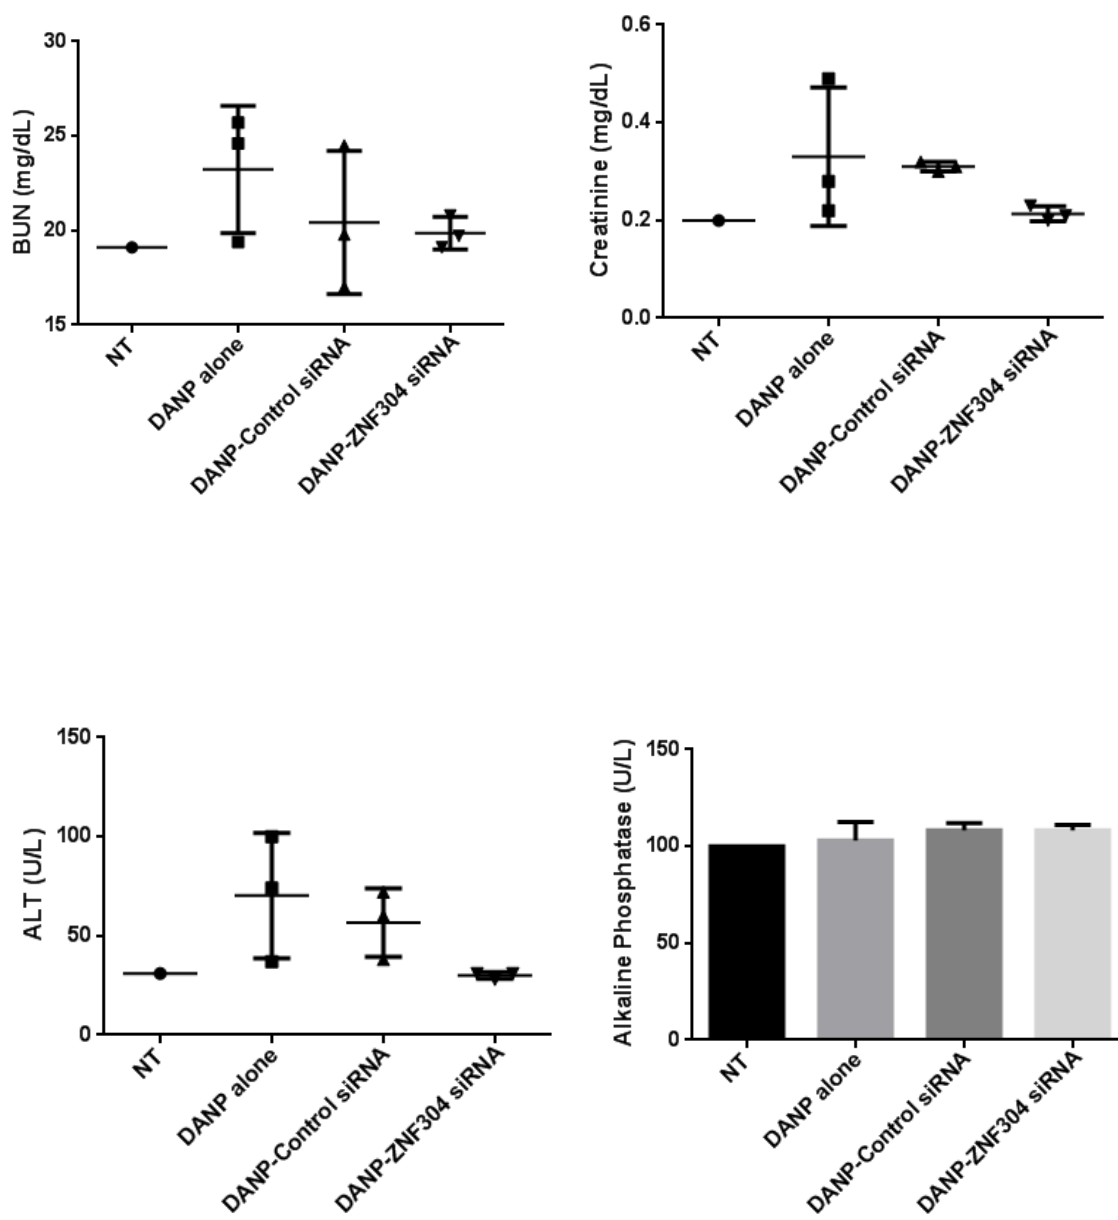 BUN (mg/dL)
30
25
20
15
NT
DANP alone
DANP-Control siRNA
DANP-ZNF304 siRNA
Creatinine (mg/dL)
0.6
0.4
0.2
0.0
NT
DANP alone
DANP-Control siRNA
DANP-ZNF304 siRNA
ALT (U/L)
150
100
50
0
NT
DANP alone
DANP-Control siRNA
DANP-ZNF304 siRNA
Alkaline Phosphatase (U/L)
150
100
50
0
NT
DANP alone
DANP-Control siRNA
DANP-ZNF304 siRNA